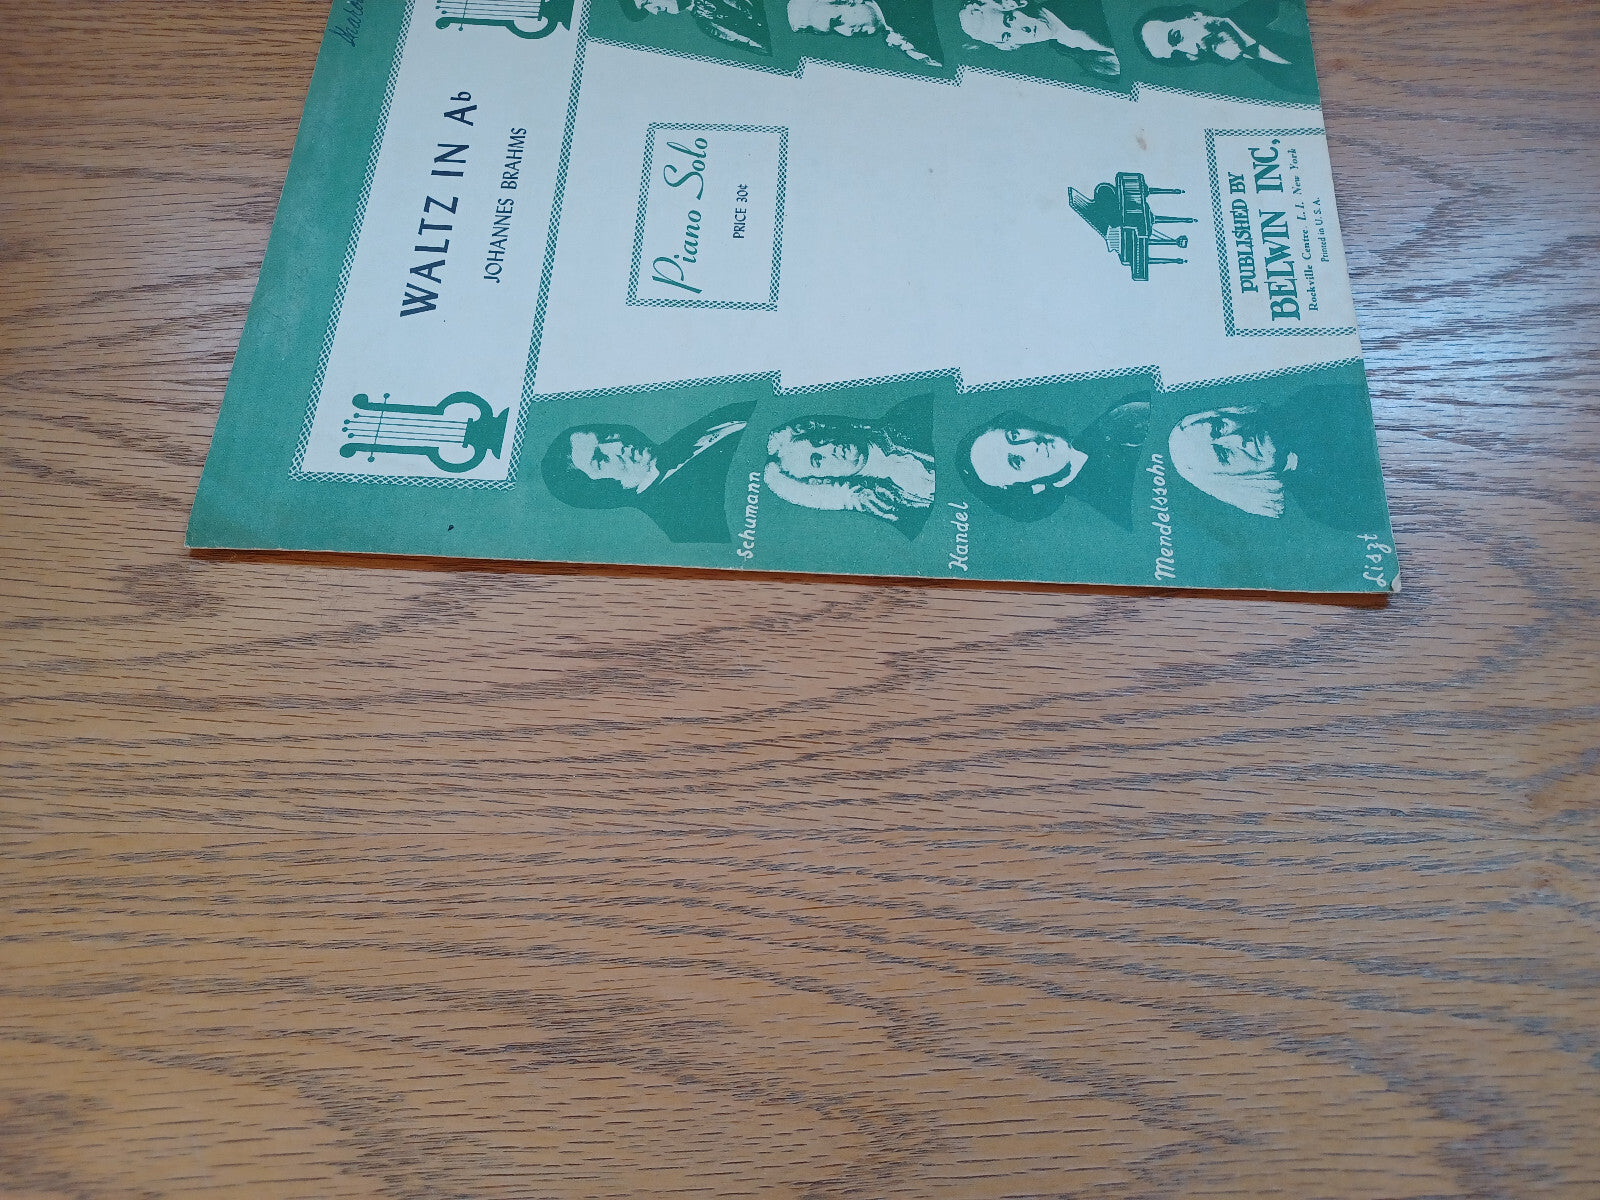 WALTZ IN A♭
JOHANNES BRAHMS
Piano Solo
PRICE 30¢
PUBLISHED BY
BELWIN INC.
Rockville Centre, L.I. New York
Printed in U.S.A.
Schumann
Handel
Mendelssohn
Liszt